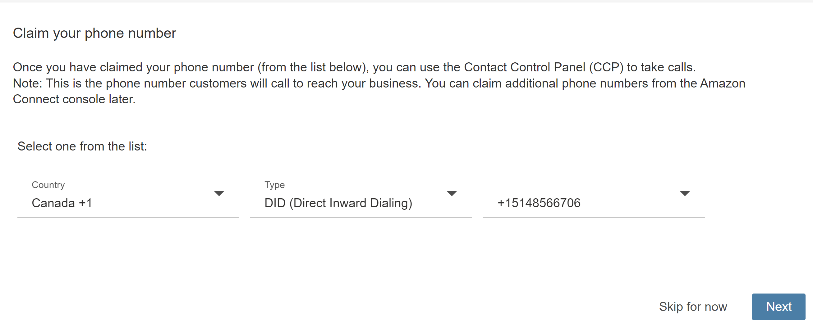 Claim your phone number
Once you have claimed your phone number (from the list below), you can use the Contact Control Panel (CCP) to take calls.
Note: This is the phone number customers will call to reach your business. You can claim additional phone numbers from the Amazon
Connect console later.
Select one from the list:
Country
Canada +1
Type
DID (Direct Inward Dialing)
+15148566706
Skip for now
Next